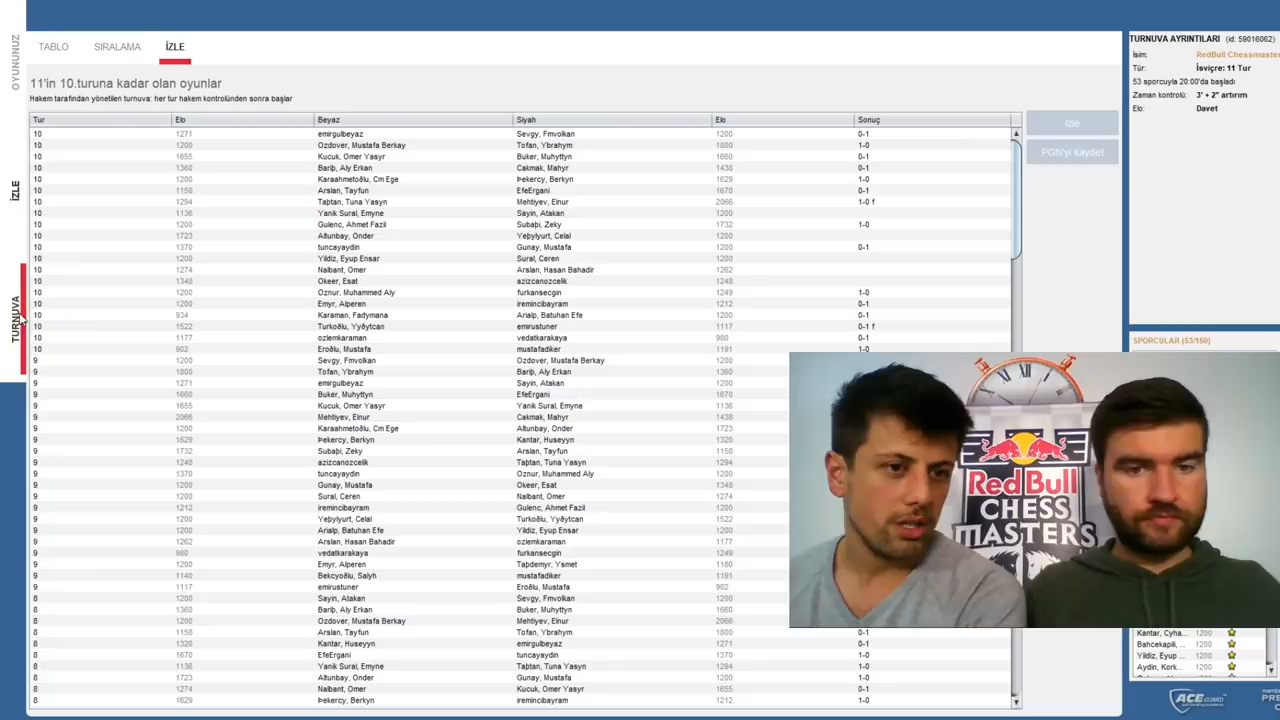 OYUNUNUZ
İZLE
TURNUVA
TABLO SIRALAMA İZLE
11'in 10.turuna kadar olan oyunlar
Hakem tarafından yönetilen turnuva: her tur hakem kontrolünden sonra başlar
Tur Elo Beyaz Siyah Elo Sonuç
10 1271 emirgulbeyaz Sevgy, Fmvolkan 1200 0-1
10 1200 Ozdover, Mustafa Berkay Tofan, Ybrahym 1800 1-0
10 1655 Kucuk, Omer Yasyr Buker, Muhyttyn 1660 0-1
10 1360 Bariþ, Aly Erkan Cakmak, Mahyr 1438 0-1
10 1200 Karaahmetoðlu, Cm Ege Þekercy, Berkyn 1629 1-0
10 1158 Arslan, Tayfun EfeErgani 1670 0-1
10 1294 Taþtan, Tuna Yasyn Mehtiyev, Elnur 2066 1-0 f
10 1136 Yanik Sural, Emyne Sayin, Atakan 1200
10 1200 Gulenc, Ahmet Fazil Subaþi, Zeky 1732 1-0
10 1723 Altunbay, Onder Yeþylyurt, Celal 1200
10 1370 tuncayaydin Gunay, Mustafa 1200 0-1
10 1200 Yildiz, Eyup Ensar Sural, Ceren 1200
10 1274 Nalbant, Omer Arslan, Hasan Bahadir 1262
10 1348 Okeer, Esat azizcanozcelik 1248
10 1200 Oznur, Muhammed Aly furkansecgin 1249 1-0
10 1200 Emyr, Alperen iremincibayram 1212 0-1
10 934 Karaman, Fadymana Arialp, Batuhan Efe 1200 0-1
10 1522 Turkoðlu, Yyðytcan emirustuner 1117 0-1 f
10 1177 ozlemkaraman vedatkarakaya 980 0-1
10 902 Eroðlu, Mustafa mustafadiker 1191 1-0
9 1200 Sevgy, Fmvolkan Ozdover, Mustafa Berkay 1200
9 1800 Tofan, Ybrahym Bariþ, Aly Erkan 1360
9 1271 emirgulbeyaz Sayin, Atakan 1200
9 1660 Buker, Muhyttyn EfeErgani 1670
9 1655 Kucuk, Omer Yasyr Yanik Sural, Emyne 1136
9 2066 Mehtiyev, Elnur Cakmak, Mahyr 1438
9 1200 Karaahmetoðlu, Cm Ege Altunbay, Onder 1723
9 1629 Þekercy, Berkyn Kantar, Huseyyn 1320
9 1732 Subaþi, Zeky Arslan, Tayfun 1158
9 1248 azizcanozcelik Taþtan, Tuna Yasyn 1294
9 1370 tuncayaydin Oznur, Muhammed Aly 1200
9 1200 Gunay, Mustafa Okeer, Esat 1348
9 1200 Sural, Ceren Nalbant, Omer 1274
9 1212 iremincibayram Gulenc, Ahmet Fazil 1200
9 1200 Yeþylyurt, Celal Turkoðlu, Yyðytcan 1522
9 1200 Arialp, Batuhan Efe Yildiz, Eyup Ensar 1200
9 1262 Arslan, Hasan Bahadir ozlemkaraman 1177
9 980 vedatkarakaya furkansecgin 1249
9 1200 Emyr, Alperen Taþdemyr, Ysmet 1180
9 1140 Bekcyoðlu, Salyh mustafadiker 1191
9 1117 emirustuner Eroðlu, Mustafa 902
8 1200 Sayin, Atakan Sevgy, Fmvolkan 1200
8 1360 Bariþ, Aly Erkan Buker, Muhyttyn 1660
8 1200 Ozdover, Mustafa Berkay Mehtiyev, Elnur 2066
8 1158 Arslan, Tayfun Tofan, Ybrahym 1800 0-1
8 1320 Kantar, Huseyyn emirgulbeyaz 1271 0-1
8 1670 EfeErgani tuncayaydin 1370 1-0
8 1136 Yanik Sural, Emyne Taþtan, Tuna Yasyn 1294 1-0
8 1723 Altunbay, Onder Gunay, Mustafa 1200 1-0
8 1274 Nalbant, Omer Kucuk, Omer Yasyr 1655 0-1
8 1629 Þekercy, Berkyn iremincibayram 1212 1-0
İzle
PGN'yı kaydet
TURNUVA AYRINTILARI (id: 59016062)
İsim: RedBull Chessmaster
Tür: İsviçre: 11 Tur
53 sporcuyla 20:00'da başladı
Zaman kontrolü: 3' + 2" artırım
Elo: Davet
SPORCULAR (53/150)
Red Bull
CHESS
MASTERS
Kantar, Cyha... 1200
Bahcekapili, ... 1200
Yildiz, Eyup ... 1200
Aydin, Kork... 1200
ACEGUARD